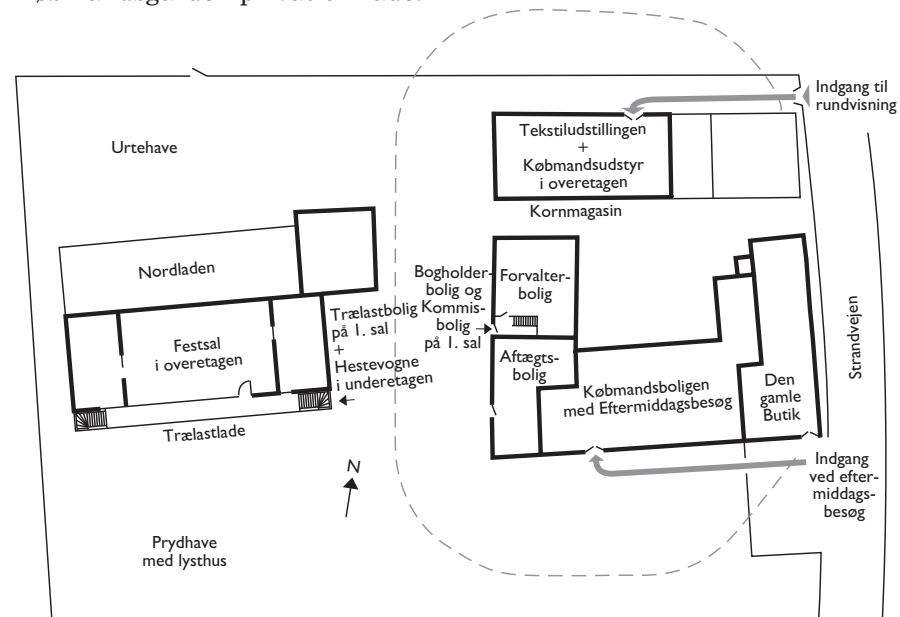 Indgang til
rundvisning
Tekstiludstillingen
+
Købmandsudstyr
i overetagen
Kornmagasin
Urtehave
Nordladen
Festsal
i overetagen
Trælastbolig
på 1. sal
+
Hestevogne
i underetagen
Trælastlade
Bogholder-
bolig og
Kommis-
bolig
på 1. sal
Forvalter-
bolig
Aftægts-
bolig
Købmandsboligen
med Eftermiddagsbesøg
Den
gamle
Butik
Strandvejen
Indgang
ved efter-
middags-
besøg
N
Prydhave
med lysthus